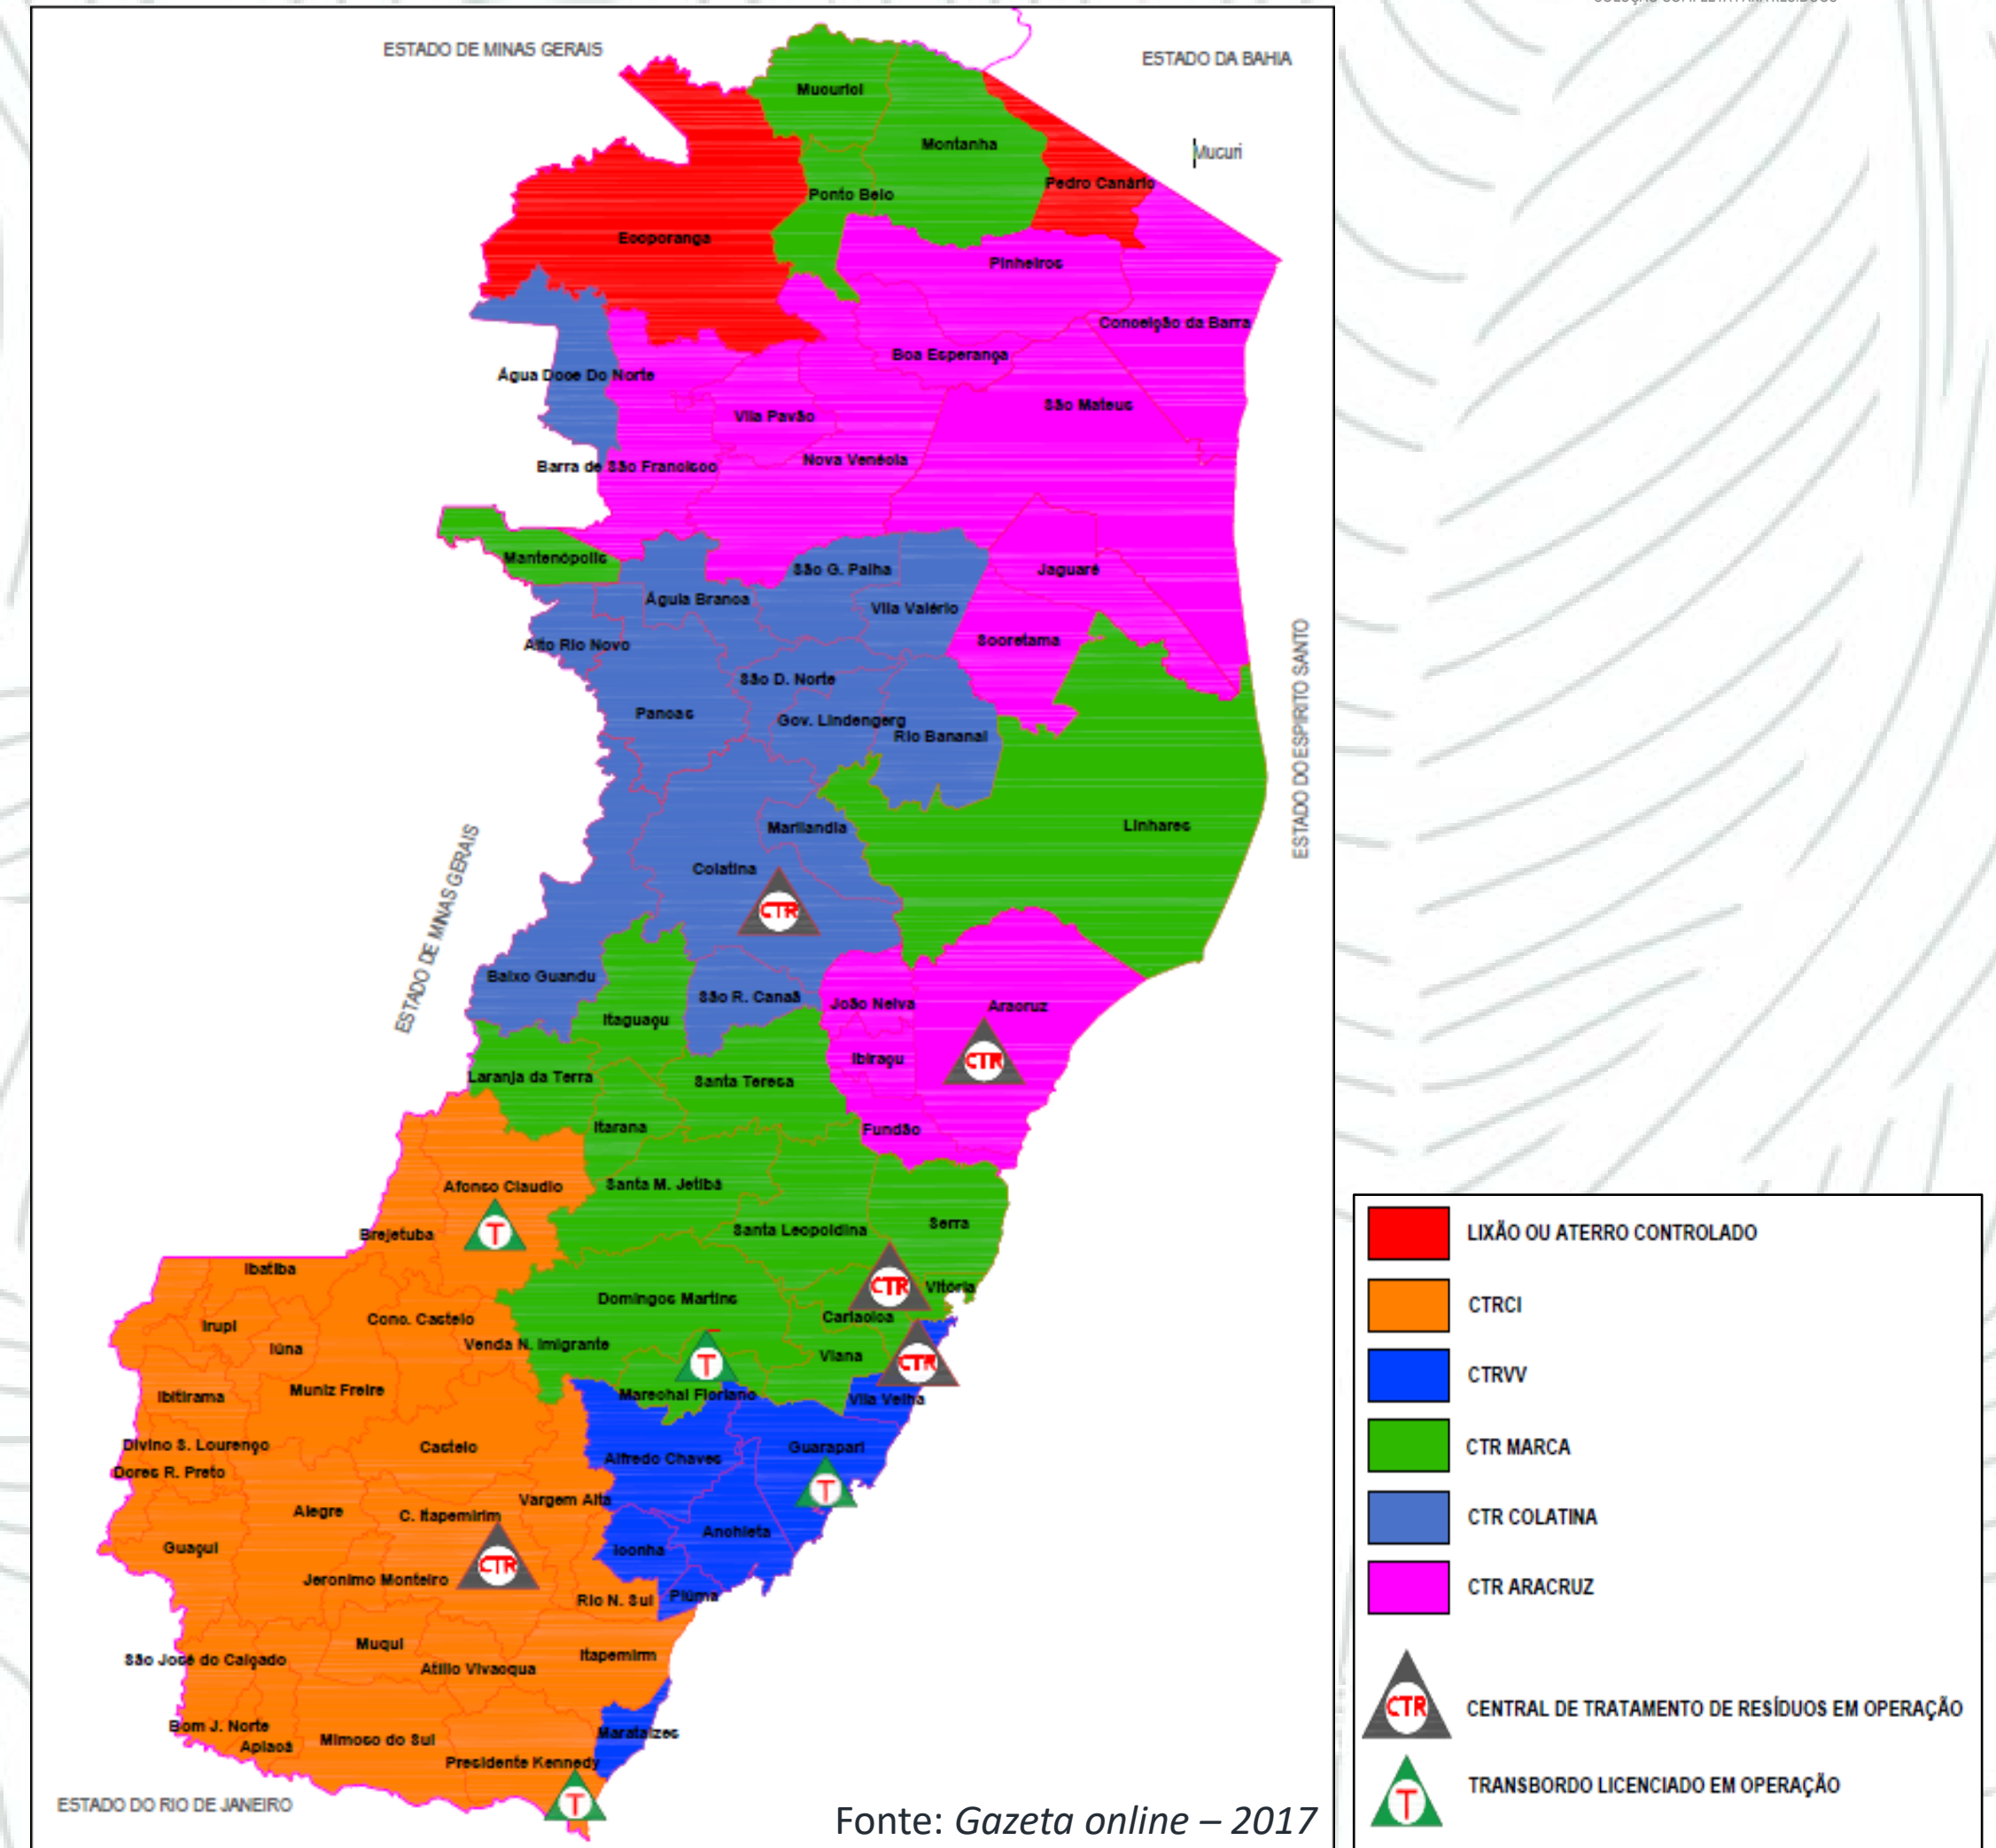 ESTADO DE MINAS GERAIS
ESTADO DA BAHIA
Mucurici
Montanha
Mucuri
Pedro Canário
Ponto Belo
Ecoporanga
Pinheiros
Conceição da Barra
Boa Esperança
Água Doce Do Norte
São Mateus
Vila Pavão
Nova Venécia
Barra de São Francisco
Mantenópolis
São G. Palha
Jaguaré
Águia Branca
Vila Valério
Sooretama
Alto Rio Novo
São D. Norte
Pancas
Gov. Lindengerg
Rio Bananal
ESTADO DO ESPIRITO SANTO
Linhares
Marilandia
Colatina
CTR
ESTADO DE MINAS GERAIS
Baixo Guandu
São R. Canaã
João Neiva
Aracruz
Itaguaçu
Ibiraçu
CTR
Laranja da Terra
Santa Teresa
Itarana
Fundão
Afonso Claudio
Santa M. Jetibá
T
Brejetuba
Santa Leopoldina
Serra
Ibatiba
CTR
Vitória
Domingos Martins
Conc. Castelo
Cariacica
Irupi
Iúna
Venda N. Imigrante
T
Viana
CTR
Ibitirama
Muniz Freire
Marechal Floriano
Vila Velha
Divino S. Lourenço
Castelo
Guarapari
Alfredo Chaves
Dores R. Preto
T
Vargem Alta
Alegre
C. Itapemirim
Anchieta
Guaçui
Iconha
CTR
Jeronimo Monteiro
Rio N. Sul
Piúma
Muqui
São José do Calçado
Atilio Vivacqua
Itapemirm
Bom J. Norte
Apiacá
Mimoso do Sul
Marataizes
Presidente Kennedy
T
ESTADO DO RIO DE JANEIRO
Fonte: Gazeta online – 2017
LIXÃO OU ATERRO CONTROLADO
CTRCI
CTRVV
CTR MARCA
CTR COLATINA
CTR ARACRUZ
CTR
CENTRAL DE TRATAMENTO DE RESÍDUOS EM OPERAÇÃO
T
TRANSBORDO LICENCIADO EM OPERAÇÃO